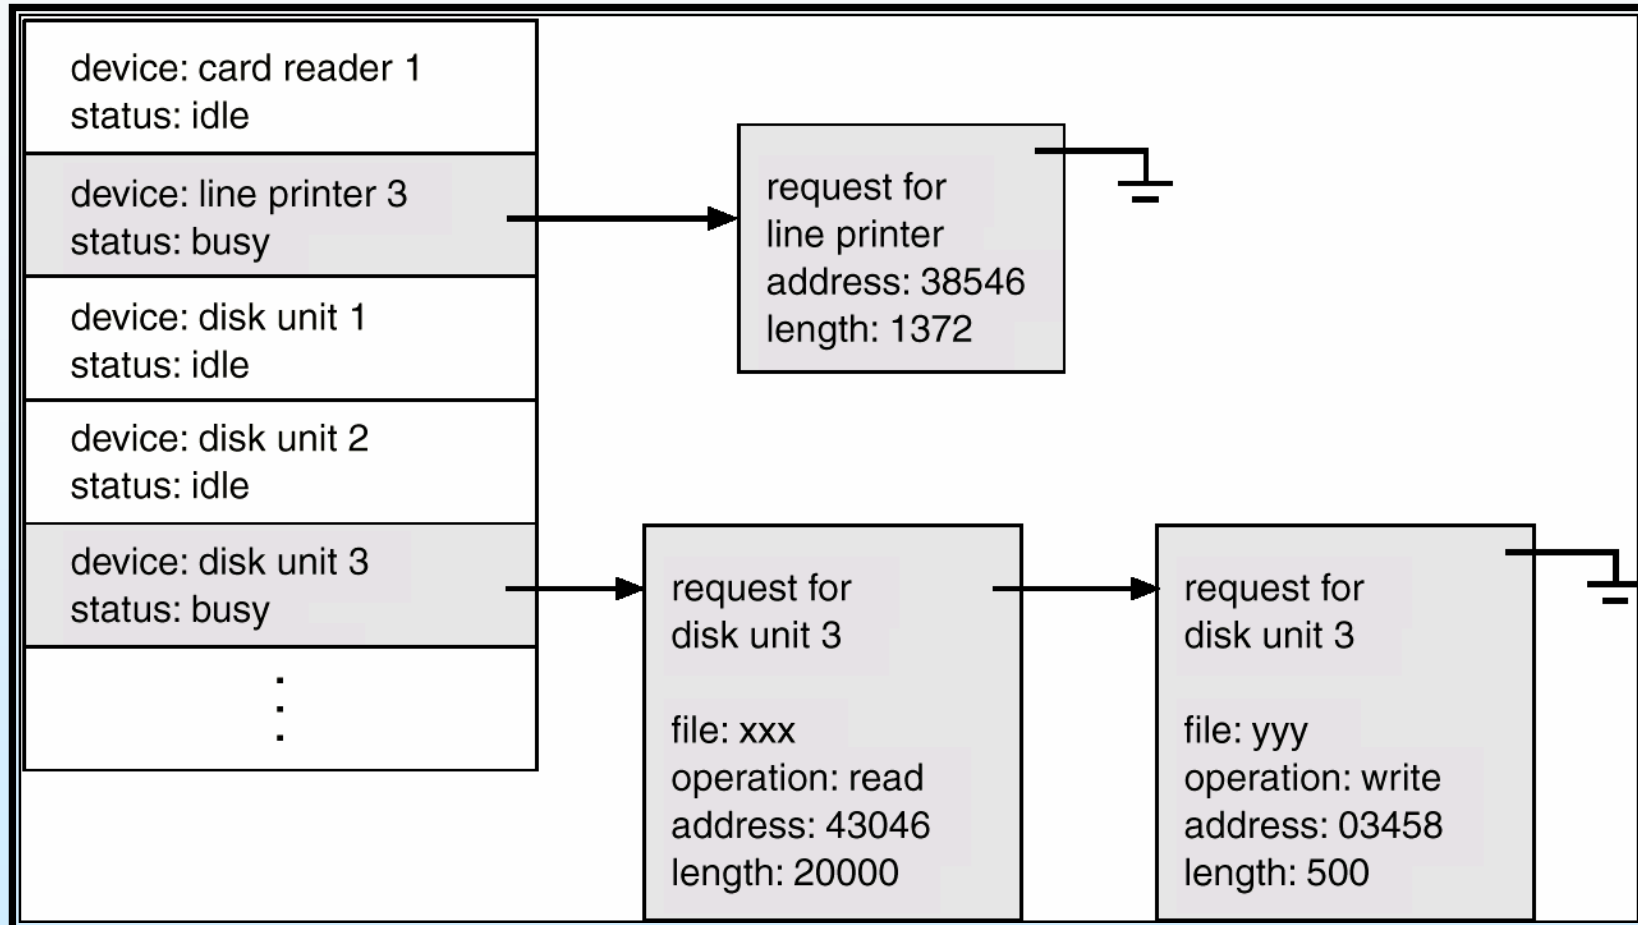 device: card reader 1
status: idle
device: line printer 3
status: busy
device: disk unit 1
status: idle
device: disk unit 2
status: idle
device: disk unit 3
status: busy
request for
line printer
address: 38546
length: 1372
request for
disk unit 3
file: xxx
operation: read
address: 43046
length: 20000
request for
disk unit 3
file: yyy
operation: write
address: 03458
length: 500